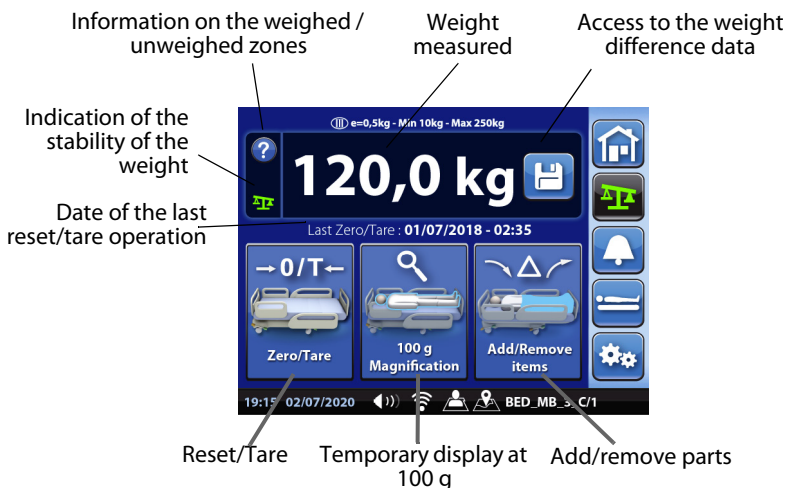 Information on the weighed /
unweighed zones
Weight
measured
Access to the weight
difference data
Indication of the
stability of the
weight
Date of the last
reset/tare operation
e=0,5kg - Min 10kg - Max 250kg
?
120,0 kg
Last Zero/Tare : 01/07/2018 - 02:35
→0/T←
Zero/Tare
100 g
Magnification
Δ
Add/Remove
items
19:15 02/07/2020
BED_MB_3_C/1
Reset/Tare
Temporary display at
100 g
Add/remove parts